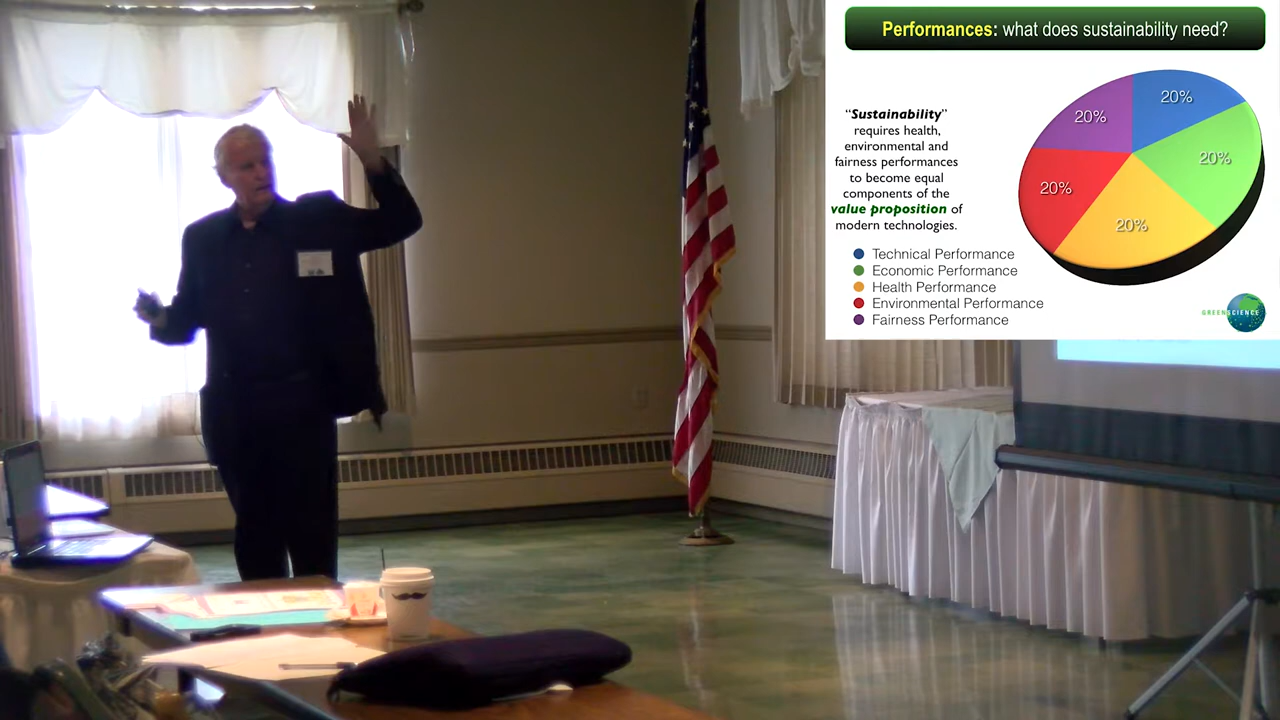 Performances: what does sustainability need?
“Sustainability”
requires health,
environmental and
fairness performances
to become equal
components of the
value proposition of
modern technologies.
20%
20%
20%
20%
20%
Technical Performance
Economic Performance
Health Performance
Environmental Performance
Fairness Performance
GREENSCIENCE